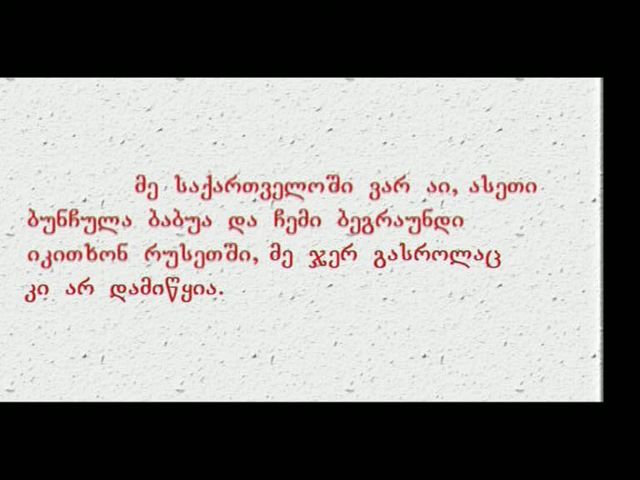 მე საქართველოში ვარ აი, ასეთი
ბუნჩულა ბაბუა და ჩემი ბეგრაუნდი
იკითხონ რუსეთში, მე ჯერ გასროლაც
კი არ დამიწყია.